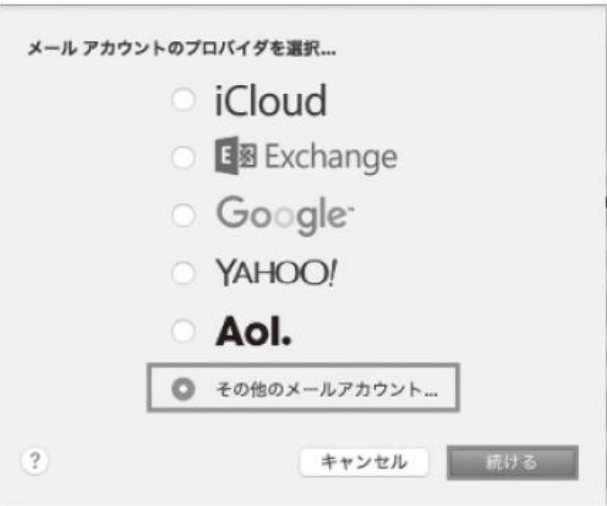 メール アカウントのプロバイダを選択...
iCloud
E Exchange
Google™
YAHOO!
Aol.
その他のメールアカウント...
? キャンセル 続ける